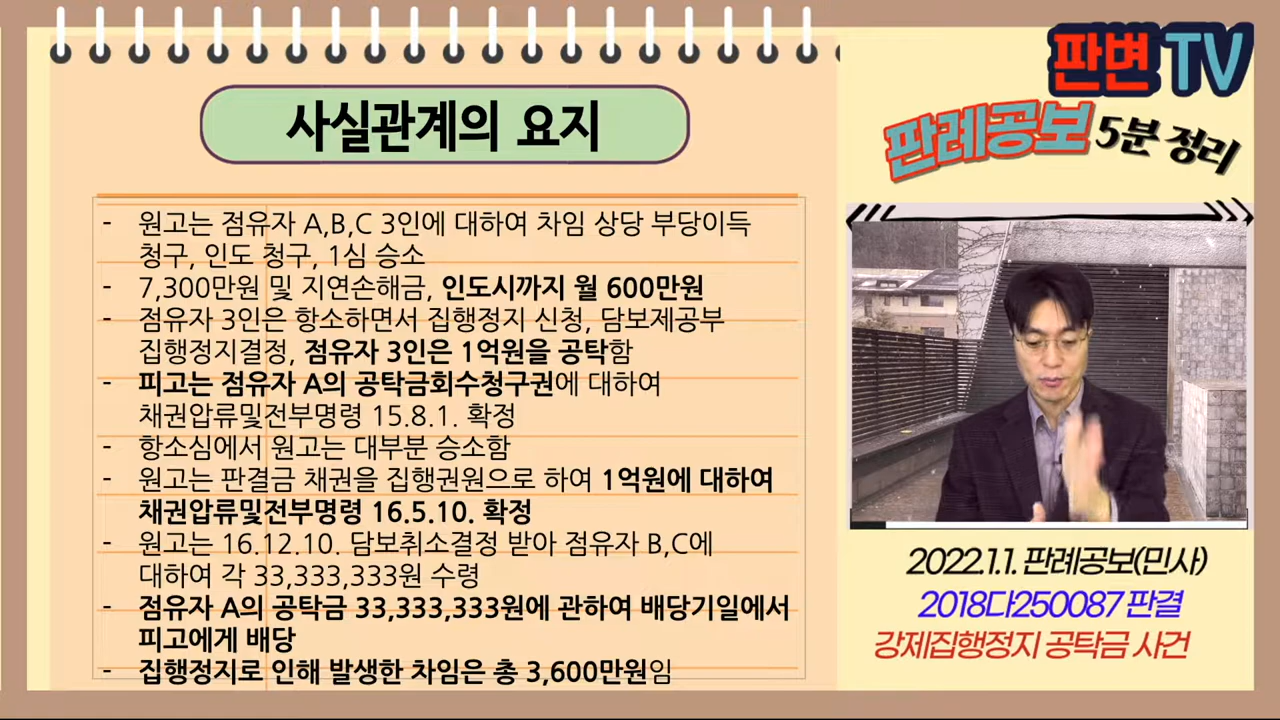 판변 TV
판례공보 5분 정리
사실관계의 요지
- 원고는 점유자 A,B,C 3인에 대하여 차임 상당 부당이득
청구, 인도 청구, 1심 승소
- 7,300만원 및 지연손해금, 인도시까지 월 600만원
- 점유자 3인은 항소하면서 집행정지 신청, 담보제공부
집행정지결정, 점유자 3인은 1억원을 공탁함
- 피고는 점유자 A의 공탁금회수청구권에 대하여
채권압류및전부명령 15.8.1. 확정
- 항소심에서 원고는 대부분 승소함
- 원고는 판결금 채권을 집행권원으로 하여 1억원에 대하여
채권압류및전부명령 16.5.10. 확정
- 원고는 16.12.10. 담보취소결정 받아 점유자 B,C에
대하여 각 33,333,333원 수령
- 점유자 A의 공탁금 33,333,333원에 관하여 배당기일에서
피고에게 배당
- 집행정지로 인해 발생한 차임은 총 3,600만원임
2022.1.1. 판례공보(민사)
2018다250087 판결
강제집행정지 공탁금 사건